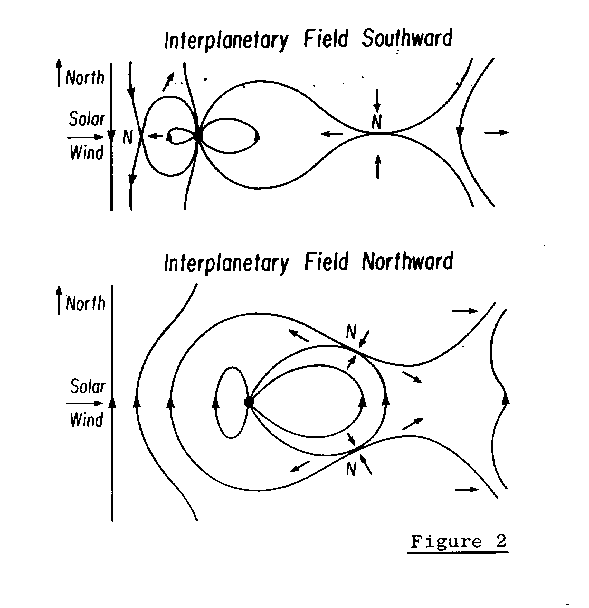 Interplanetary Field Southward
North
Solar
Wind
N
N
Interplanetary Field Northward
North
N
Solar
Wind
N
Figure 2